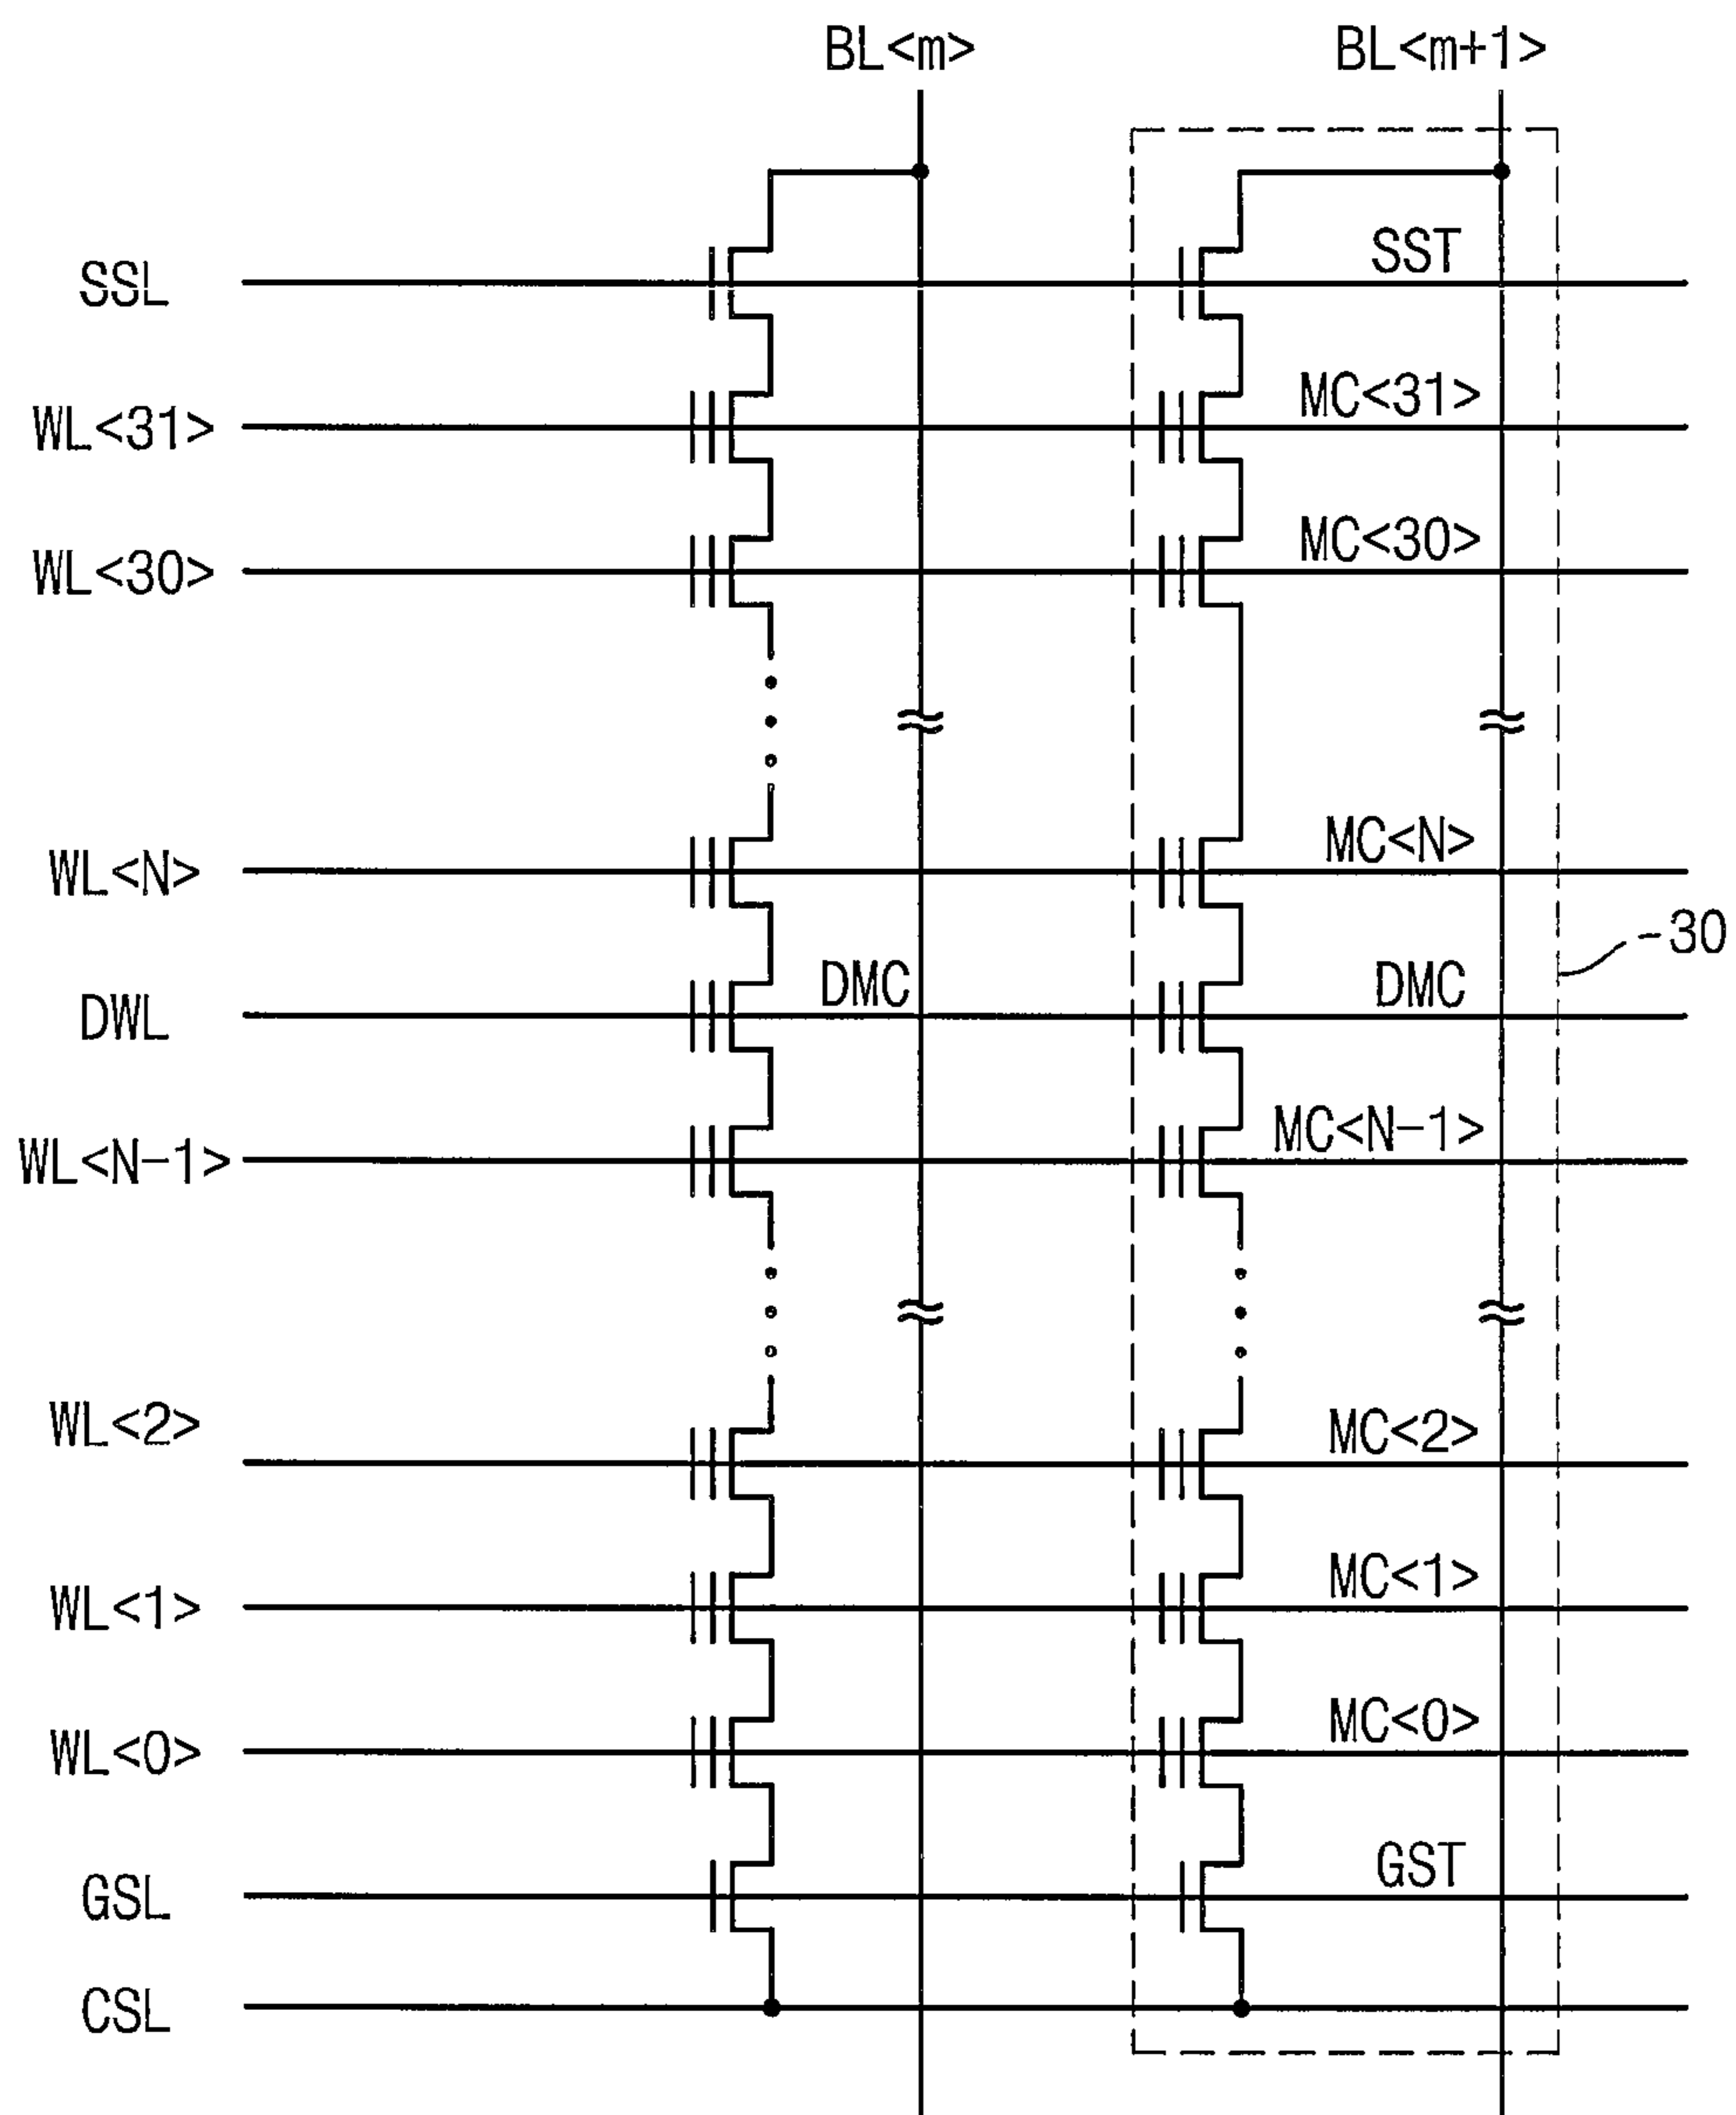 BL<m> BL<m+1>
SSL SST
WL<31> MC<31>
WL<30> MC<30>
WL<N> MC<N>
30
DWL DMC DMC
WL<N-1> MC<N-1>
WL<2> MC<2>
WL<1> MC<1>
WL<0> MC<0>
GSL GST
CSL